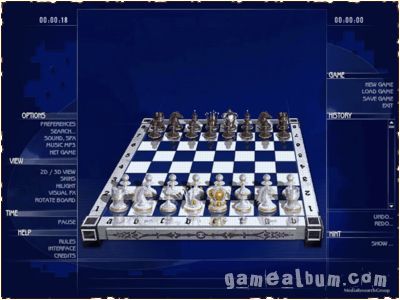 00:00:18
00:00:00
OPTIONS
PREFERENCES
SEARCH...
SOUND, SFX
MUSIC MP3
NET GAME
VIEW
2D / 3D VIEW
SKINS
HILIGHT
VISUAL FX
ROTATE BOARD
TIME
PAUSE
HELP
RULES
INTERFACE
CREDITS
GAME
NEW GAME
LOAD GAME
SAVE GAME
EXIT
HISTORY
UNDO...
REDO...
HINT
SHOW...
gamealbum.com
MediaResearchGroup